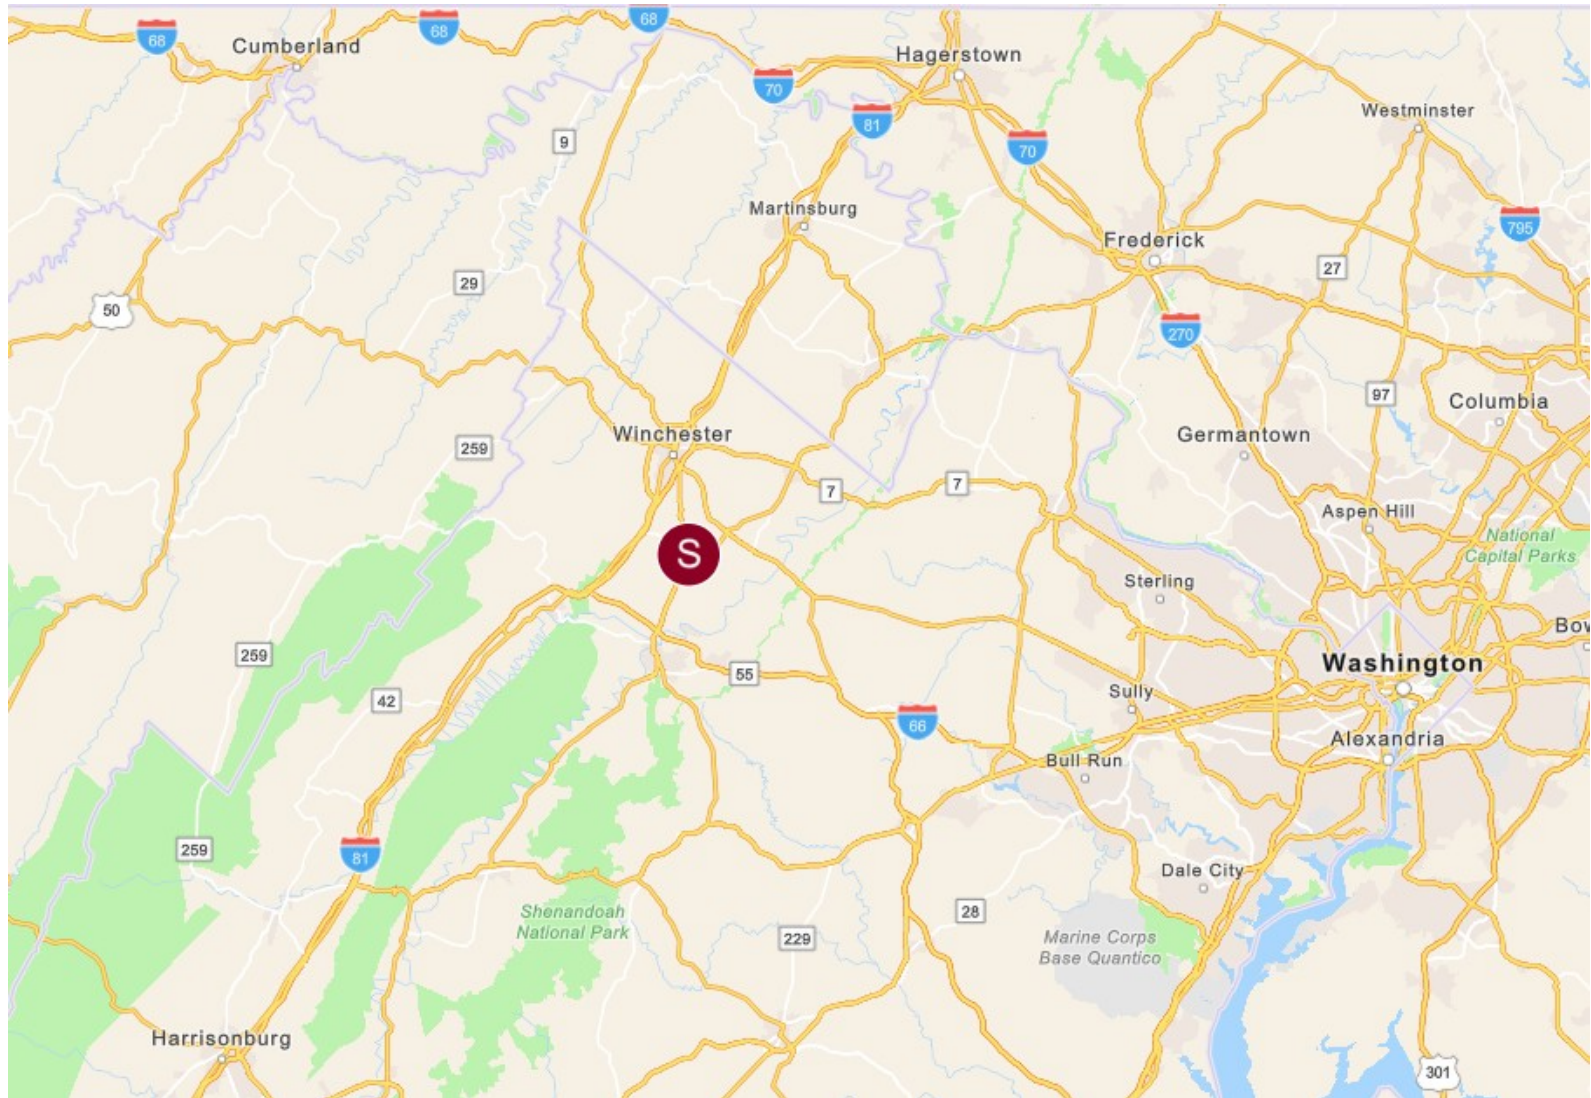 68
68
68
Cumberland
Hagerstown
70
81
70
9
Westminster
Martinsburg
795
Frederick
27
29
50
270
97
Columbia
Winchester
Germantown
259
7
7
Aspen Hill
National
Capital Parks
S
Sterling
Bow
259
Washington
55
42
Sully
66
Alexandria
Bull Run
259
81
Dale City
Shenandoah
National Park
28
229
Marine Corps
Base Quantico
Harrisonburg
301